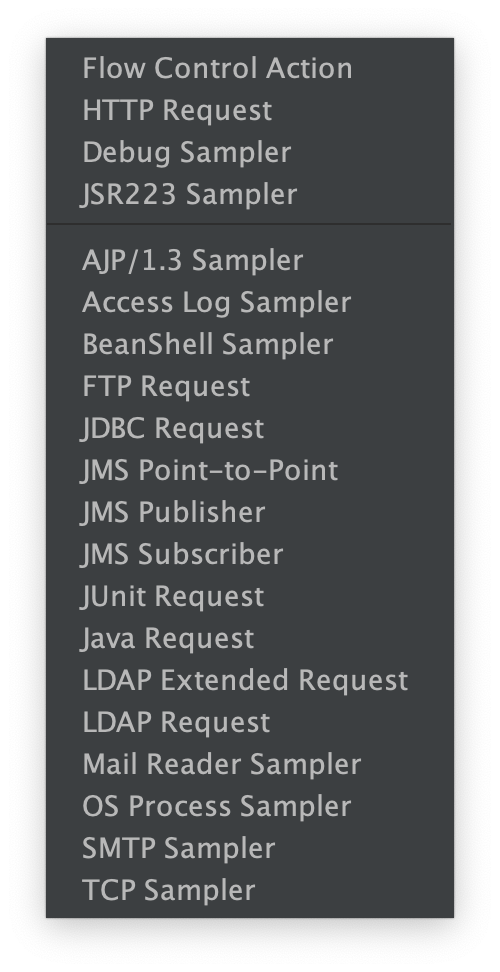 Flow Control Action
HTTP Request
Debug Sampler
JSR223 Sampler
AJP/1.3 Sampler
Access Log Sampler
BeanShell Sampler
FTP Request
JDBC Request
JMS Point-to-Point
JMS Publisher
JMS Subscriber
JUnit Request
Java Request
LDAP Extended Request
LDAP Request
Mail Reader Sampler
OS Process Sampler
SMTP Sampler
TCP Sampler